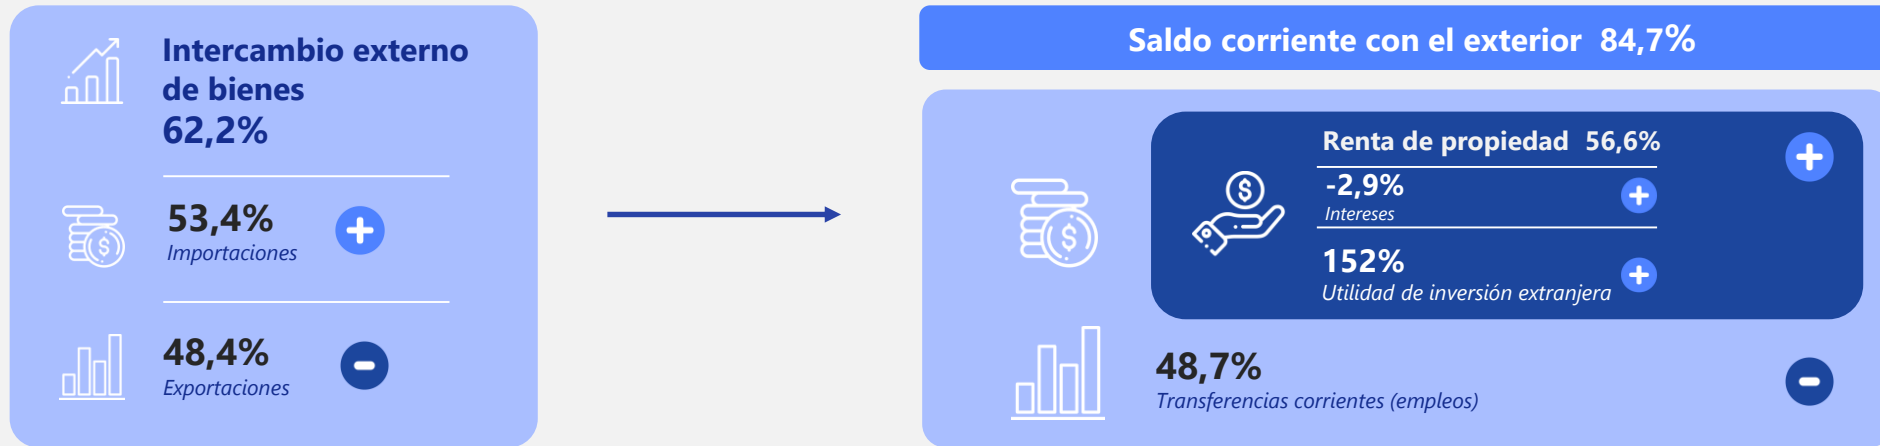 Intercambio externo
de bienes
62,2%
53,4%
Importaciones
48,4%
Exportaciones
Saldo corriente con el exterior 84,7%
Renta de propiedad 56,6%
-2,9%
Intereses
152%
Utilidad de inversión extranjera
48,7%
Transferencias corrientes (empleos)